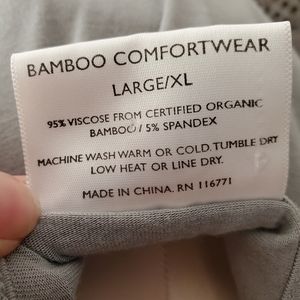 BAMBOO COMFORTWEAR
LARGE/XL
95% VISCOSE FROM CERTIFIED ORGANIC
BAMBOO/ 5% SPANDEX
MACHINE WASH WARM OR COLD. TUMBLE DRY
LOW HEAT OR LINE DRY.
MADE IN CHINA. RN 116771